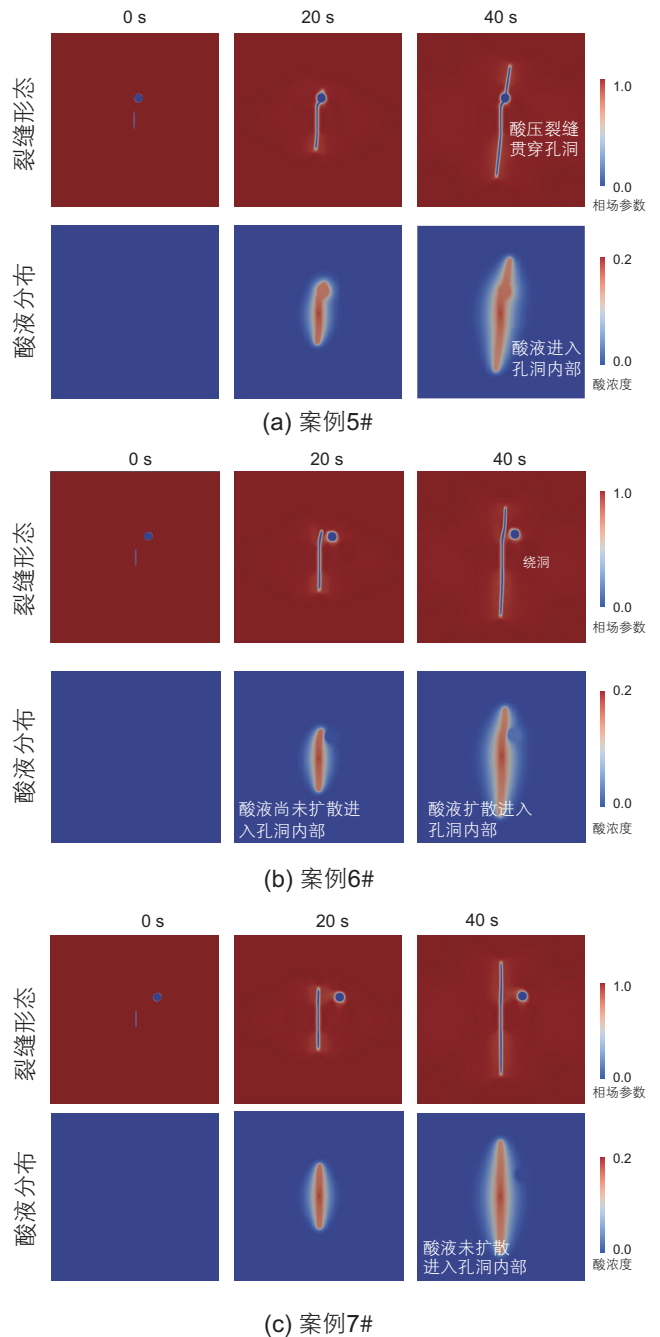 0 s 20 s 40 s
裂缝形态
酸压裂缝
贯穿孔洞
1.0
0.0
相场参数
酸液分布
酸液进入
孔洞内部
0.2
0.0
酸浓度
(a) 案例5#
0 s 20 s 40 s
裂缝形态
绕洞
1.0
0.0
相场参数
酸液分布
酸液尚未扩散进
入孔洞内部
酸液扩散进入
孔洞内部
0.2
0.0
酸浓度
(b) 案例6#
0 s 20 s 40 s
裂缝形态
1.0
0.0
相场参数
酸液分布
酸液未扩散
进入孔洞内部
0.2
0.0
酸浓度
(c) 案例7#